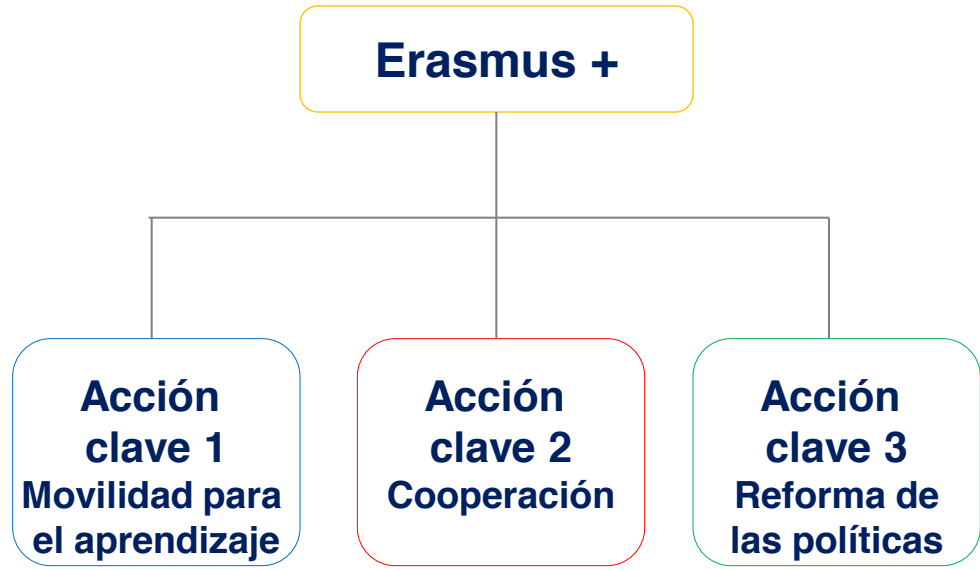 Erasmus +
Acción
clave 1
Movilidad para
el aprendizaje
Acción
clave 2
Cooperación
Acción
clave 3
Reforma de
las políticas